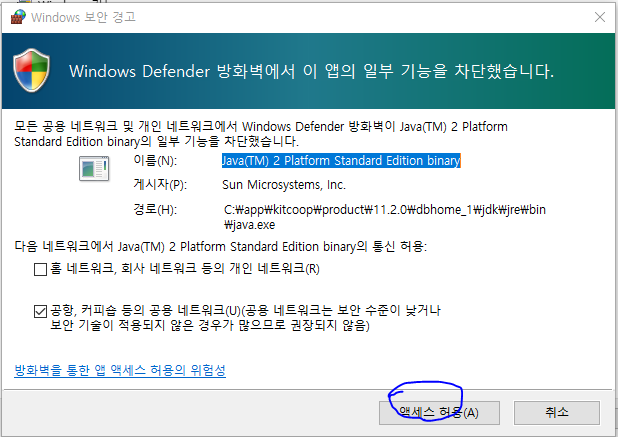 Windows 보안 경고
Windows Defender 방화벽에서 이 앱의 일부 기능을 차단했습니다.
모든 공용 네트워크 및 개인 네트워크에서 Windows Defender 방화벽이 Java(TM) 2 Platform
Standard Edition binary의 일부 기능을 차단했습니다.
이름(N): Java(TM) 2 Platform Standard Edition binary
게시자(P): Sun Microsystems, Inc.
경로(H): C:₩app₩kitcoop₩product₩11.2.0₩dbhome_1₩jdk₩jre₩bin
₩java.exe
다음 네트워크에서 Java(TM) 2 Platform Standard Edition binary의 통신 허용:
홈 네트워크, 회사 네트워크 등의 개인 네트워크(R)
공항, 커피숍 등의 공용 네트워크(U)(공용 네트워크는 보안 수준이 낮거나
보안 기술이 적용되지 않은 경우가 많으므로 권장되지 않음)
방화벽을 통한 앱 액세스 허용의 위험성
액세스 허용(A) 취소